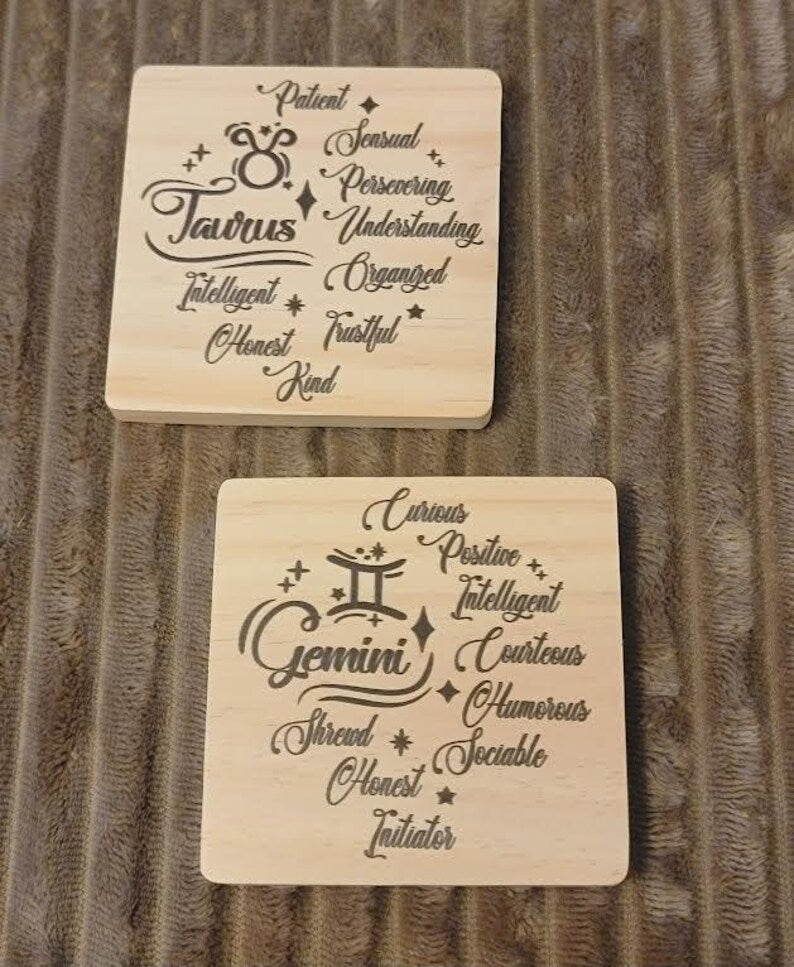 Patient
Sensual
Persevering
Taurus
Understanding
Organized
Intelligent
Trustful
Honest
Kind
Curious
Positive
Intelligent
Gemini
Courteous
Humorous
Shrewd
Sociable
Honest
Initiator